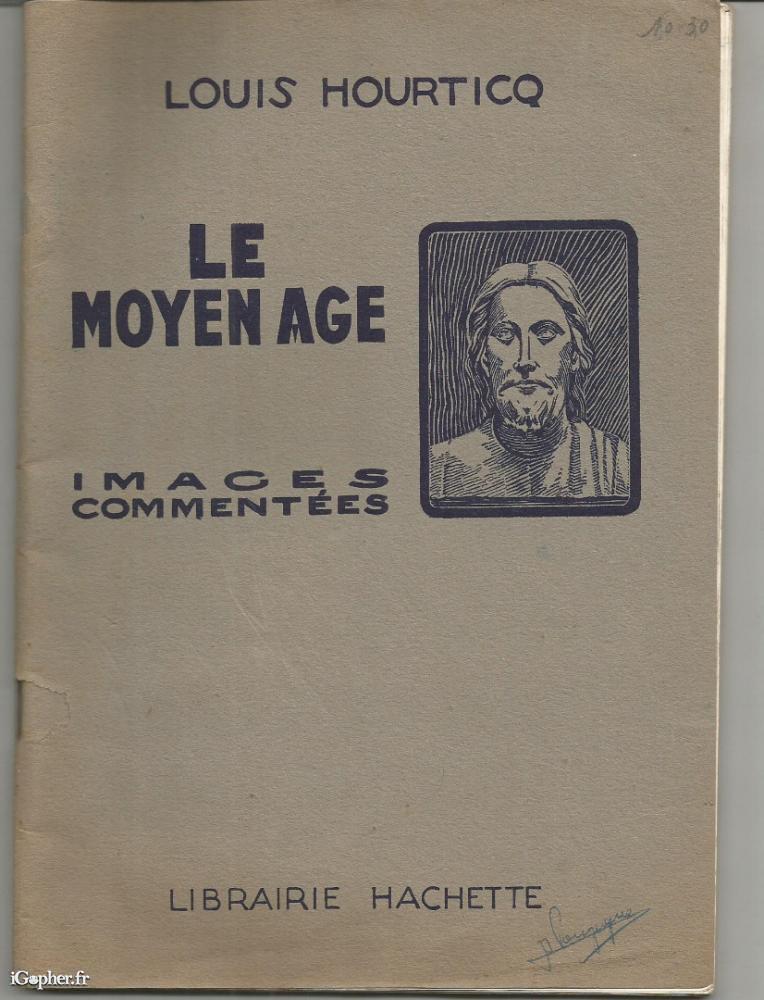 10.30
LOUIS HOURTICQ
LE
MOYEN AGE
IMAGES
COMMENTÉES
LIBRAIRIE HACHETTE
iGopher.fr